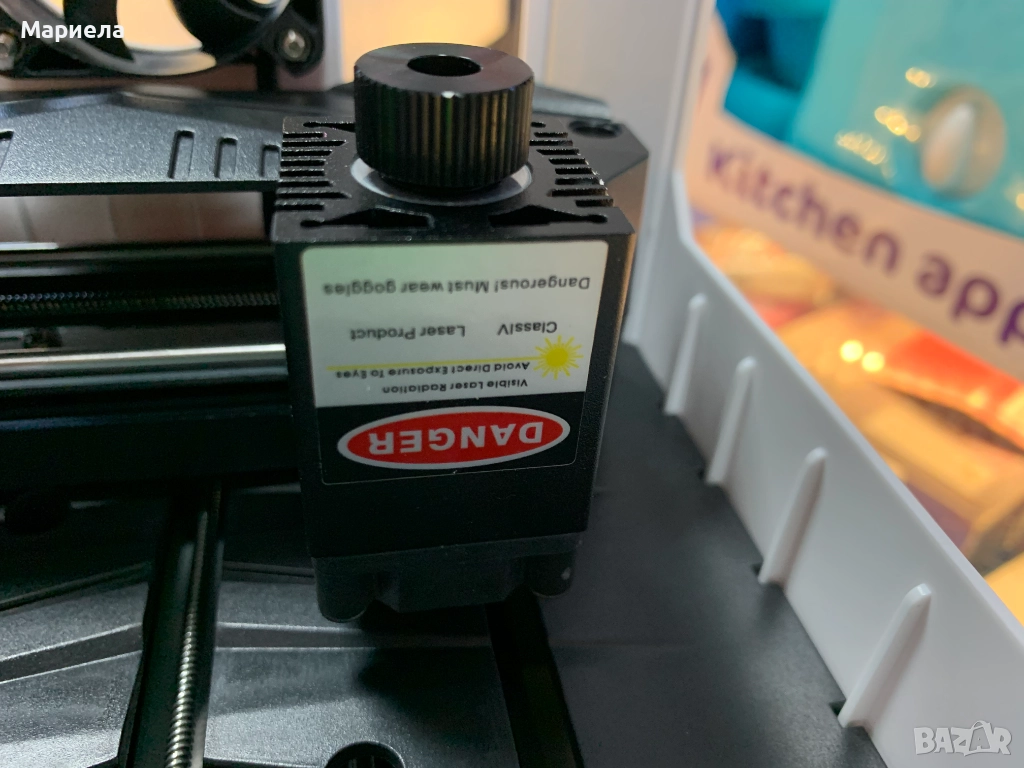 Мариела
Kitchen app
DANGER
Visible Laser Radiation
Avoid Direct Exposure To Eyes
ClassIV Laser Product
Dangerous! Must wear goggles
BAZAR